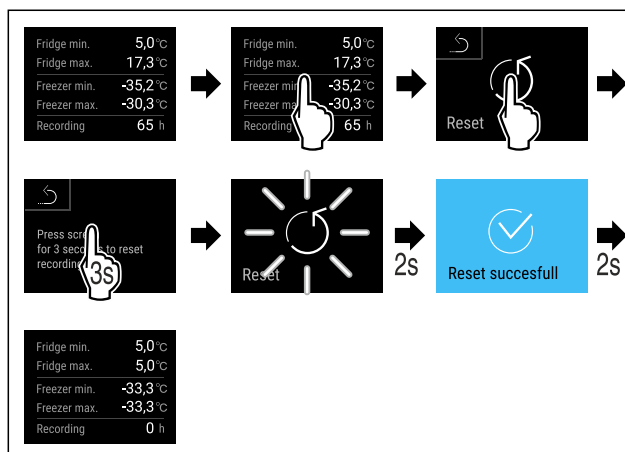 Fridge min. 5,0°C
Fridge max. 17,3°C
Freezer min. -35,2°C
Freezer max. -30,3°C
Recording 65 h
Fridge min. 5,0°C
Fridge max. 17,3°C
Freezer min -35,2°C
Freezer ma -30,3°C
Recording 65 h
Reset
Press scre
for 3 seco s to reset
recordin
3s
Reset
2s
Reset succesfull
2s
Fridge min. 5,0°C
Fridge max. 5,0°C
Freezer min. -33,3°C
Freezer max. -33,3°C
Recording 0 h